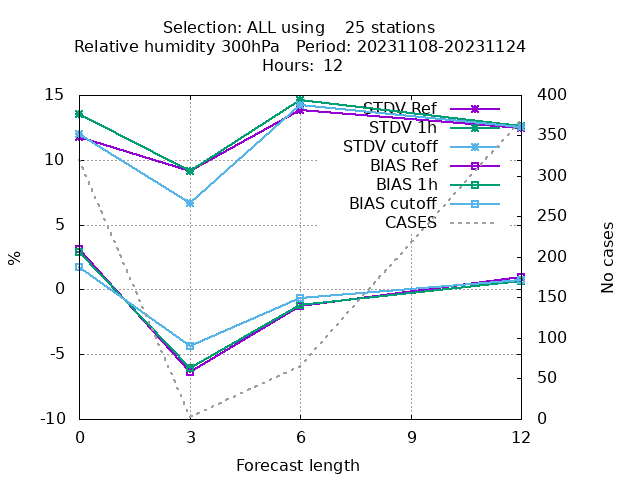 Selection: ALL using    25 stations
Relative humidity 300hPa   Period: 20231108-20231124
Hours: 12
15
10
5
0
-5
-10
%
STDV Ref
STDV 1h
STDV cutoff
BIAS Ref
BIAS 1h
BIAS cutoff
CASES
400
350
300
250
200
150
100
50
0
No cases
0 3 6 9 12
Forecast length